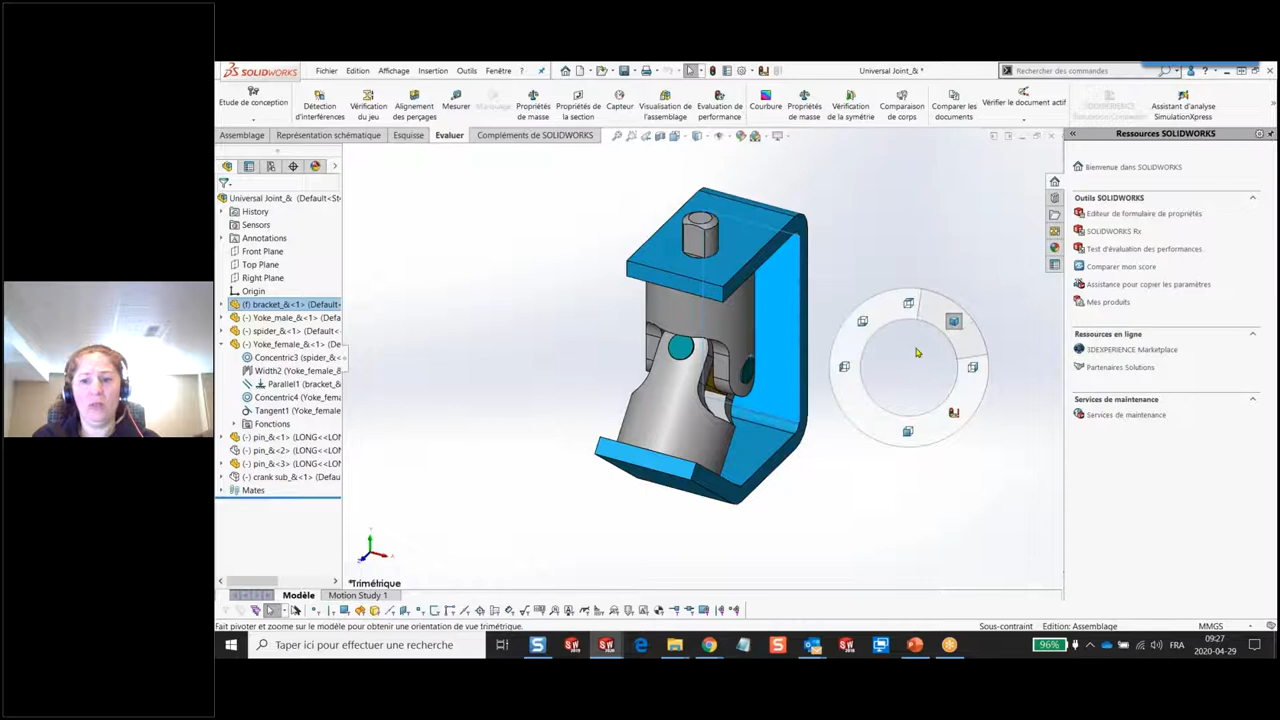 SOLIDWORKS
Fichier Edition Affichage Insertion Outils Fenêtre
Universal Joint_& *
Rechercher des commandes
Etude de conception
Détection d'interférences
Vérification du jeu
Alignement des perçages
Mesurer
Propriétés de masse
Propriétés de la section
Capteur
Visualisation de l'assemblage
Evaluation de performance
Courbure
Propriétés de masse
Vérification de la symétrie
Comparaison de corps
Comparer les documents
Vérifier le document actif
3DEXPERIENCE
Assistant d'analyse SimulationXpress
Assemblage Représentation schématique Esquisse Evaluer Compléments de SOLIDWORKS
Ressources SOLIDWORKS
Bienvenue dans SOLIDWORKS
Outils SOLIDWORKS
Editeur de formulaire de propriétés
SOLIDWORKS Rx
Test d'évaluation des performances
Comparer mon score
Assistance pour copier les paramètres
Mes produits
Ressources en ligne
3DEXPERIENCE Marketplace
Partenaires Solutions
Services de maintenance
Services de maintenance
Universal Joint_& (Default<St
History
Sensors
Annotations
Front Plane
Top Plane
Right Plane
Origin
(f) bracket_&<1> (Default
(-) Yoke_male_&<1> (
(-) spider_&<1> (Default<
(-) Yoke_female_&<1> (De
Concentric3 (spider_&<
Width2 (Yoke_female_&
Parallel1 (bracket_&
Concentric4 (Yoke_fema
Tangent1 (Yoke_female_
Fonctions
(-) pin_&<1> (LONG<<LON
(-) pin_&<2> (LONG<<LON
(-) pin_&<3> (LONG<<LON
(-) crank sub_&<1> (Defau
Mates
*Trimétrique
Modèle Motion Study 1
Fait pivoter et zoome sur le modèle pour obtenir une orientation de vue trimétrique.
Sous-contraint Edition: Assemblage MMGS
Taper ici pour effectuer une recherche
96%
FRA
09:27
2020-04-29